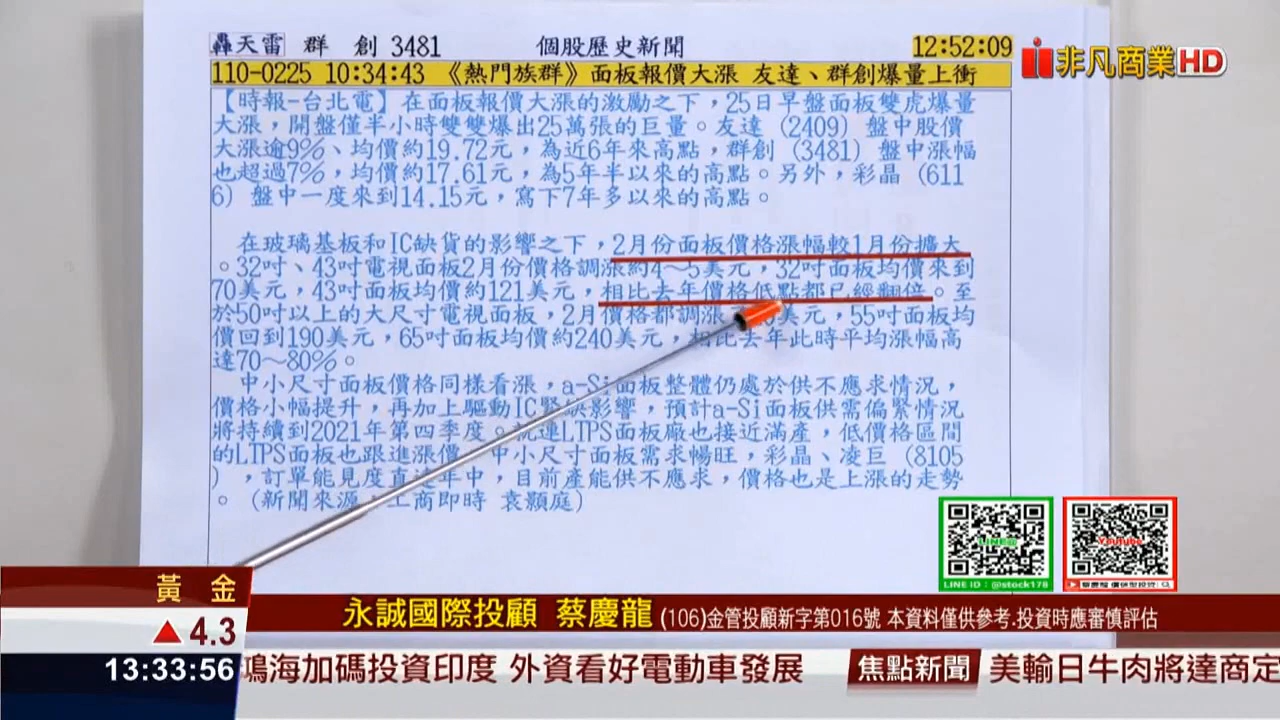 轟天雷 群 創 3481 個股歷史新聞 12:52:09
非凡商業HD
110-0225 10:34:43 《熱門族群》面板報價大漲 友達、群創爆量上衝
【時報-台北電】在面板報價大漲的激勵之下，25日早盤面板雙虎爆量
大漲，開盤僅半小時雙雙爆出25萬張的巨量。友達（2409）盤中股價
大漲逾9%、均價約19.72元，為近6年來高點，群創（3481）盤中漲幅
也超過7%，均價約17.61元，為5年半以來的高點。另外，彩晶（611
6）盤中一度來到14.15元，寫下7年多以來的高點。
在玻璃基板和IC缺貨的影響之下，2月份面板價格漲幅較1月份擴大
。32吋、43吋電視面板2月份價格調漲約4～5美元，32吋面板均價來到
70美元，43吋面板均價約121美元，相比去年價格低點都已經翻倍。至
於50吋以上的大尺寸電視面板，2月價格都調漲 美元，55吋面板均
價回到190美元，65吋面板均價約240美元，相比去年此時平均漲幅高
達70～80%。
中小尺寸面板價格同樣看漲，a-Si面板整體仍處於供不應求情況，
價格小幅提升，再加上驅動IC緊缺影響，預計a-Si面板供需偏緊情況
將持續到2021年第四季度。就連LTPS面板廠也接近滿產，低價格區間
的LTPS面板也跟進漲價。中小尺寸面板需求暢旺，彩晶、凌巨（8105
），訂單能見度直達年中，目前產能供不應求，價格也是上漲的走勢
。（新聞來源：工商即時 袁顥庭）
LINE@
YouTube
LINE ID：@stock178
黃 金
▲4.3
永誠國際投顧 蔡慶龍 (106)金管投顧新字第016號 本資料僅供參考.投資時應審慎評估
13:33:56 鴻海加碼投資印度 外資看好電動車發展 焦點新聞 美輸日牛肉將達商定